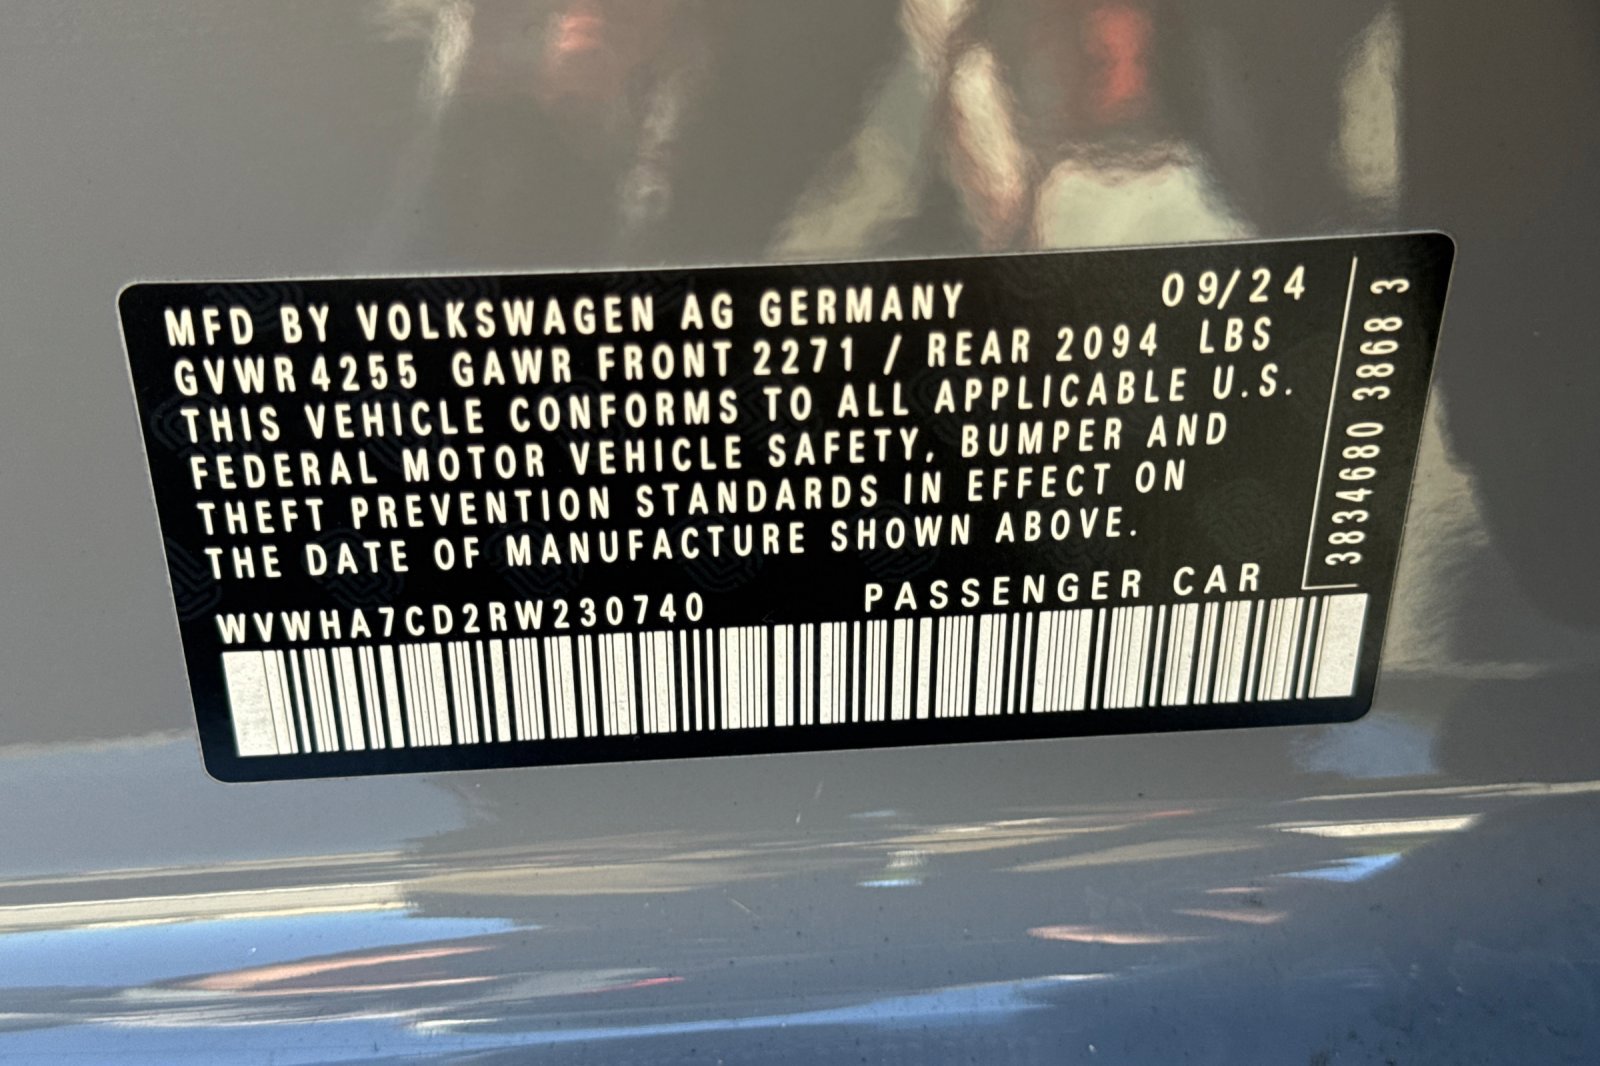 MFD BY VOLKSWAGEN AG GERMANY 09/24
GVWR 4255 GAWR FRONT 2271 / REAR 2094 LBS
THIS VEHICLE CONFORMS TO ALL APPLICABLE U.S.
FEDERAL MOTOR VEHICLE SAFETY, BUMPER AND
THEFT PREVENTION STANDARDS IN EFFECT ON
THE DATE OF MANUFACTURE SHOWN ABOVE.
WVWHA7CD2RW230740 PASSENGER CAR
3834680 3868 3